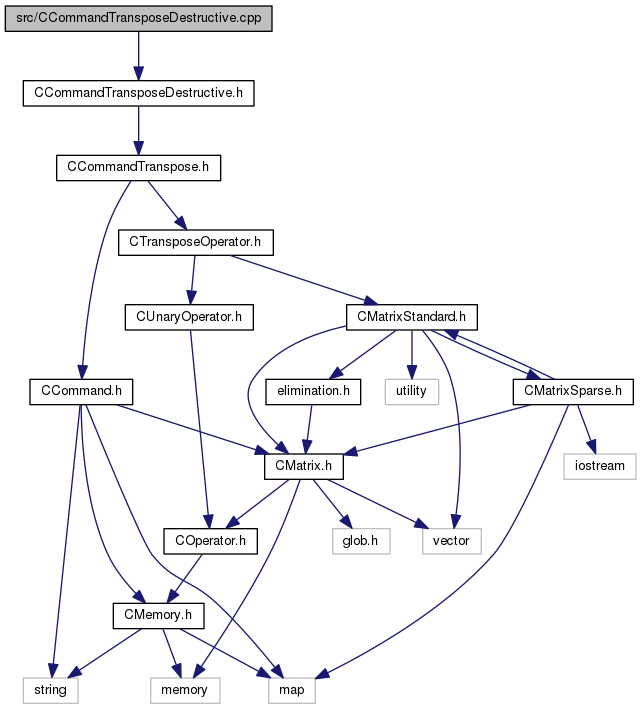 src/CCommandTransposeDestructive.cpp
CCommandTransposeDestructive.h
CCommandTranspose.h
CTransposeOperator.h
CUnaryOperator.h
CMatrixStandard.h
CCommand.h
elimination.h
utility
CMatrixSparse.h
CMatrix.h
iostream
COperator.h
glob.h
vector
CMemory.h
string
memory
map